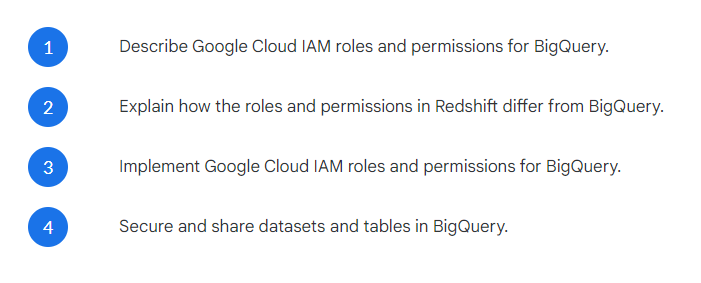 1 Describe Google Cloud IAM roles and permissions for BigQuery.
2 Explain how the roles and permissions in Redshift differ from BigQuery.
3 Implement Google Cloud IAM roles and permissions for BigQuery.
4 Secure and share datasets and tables in BigQuery.